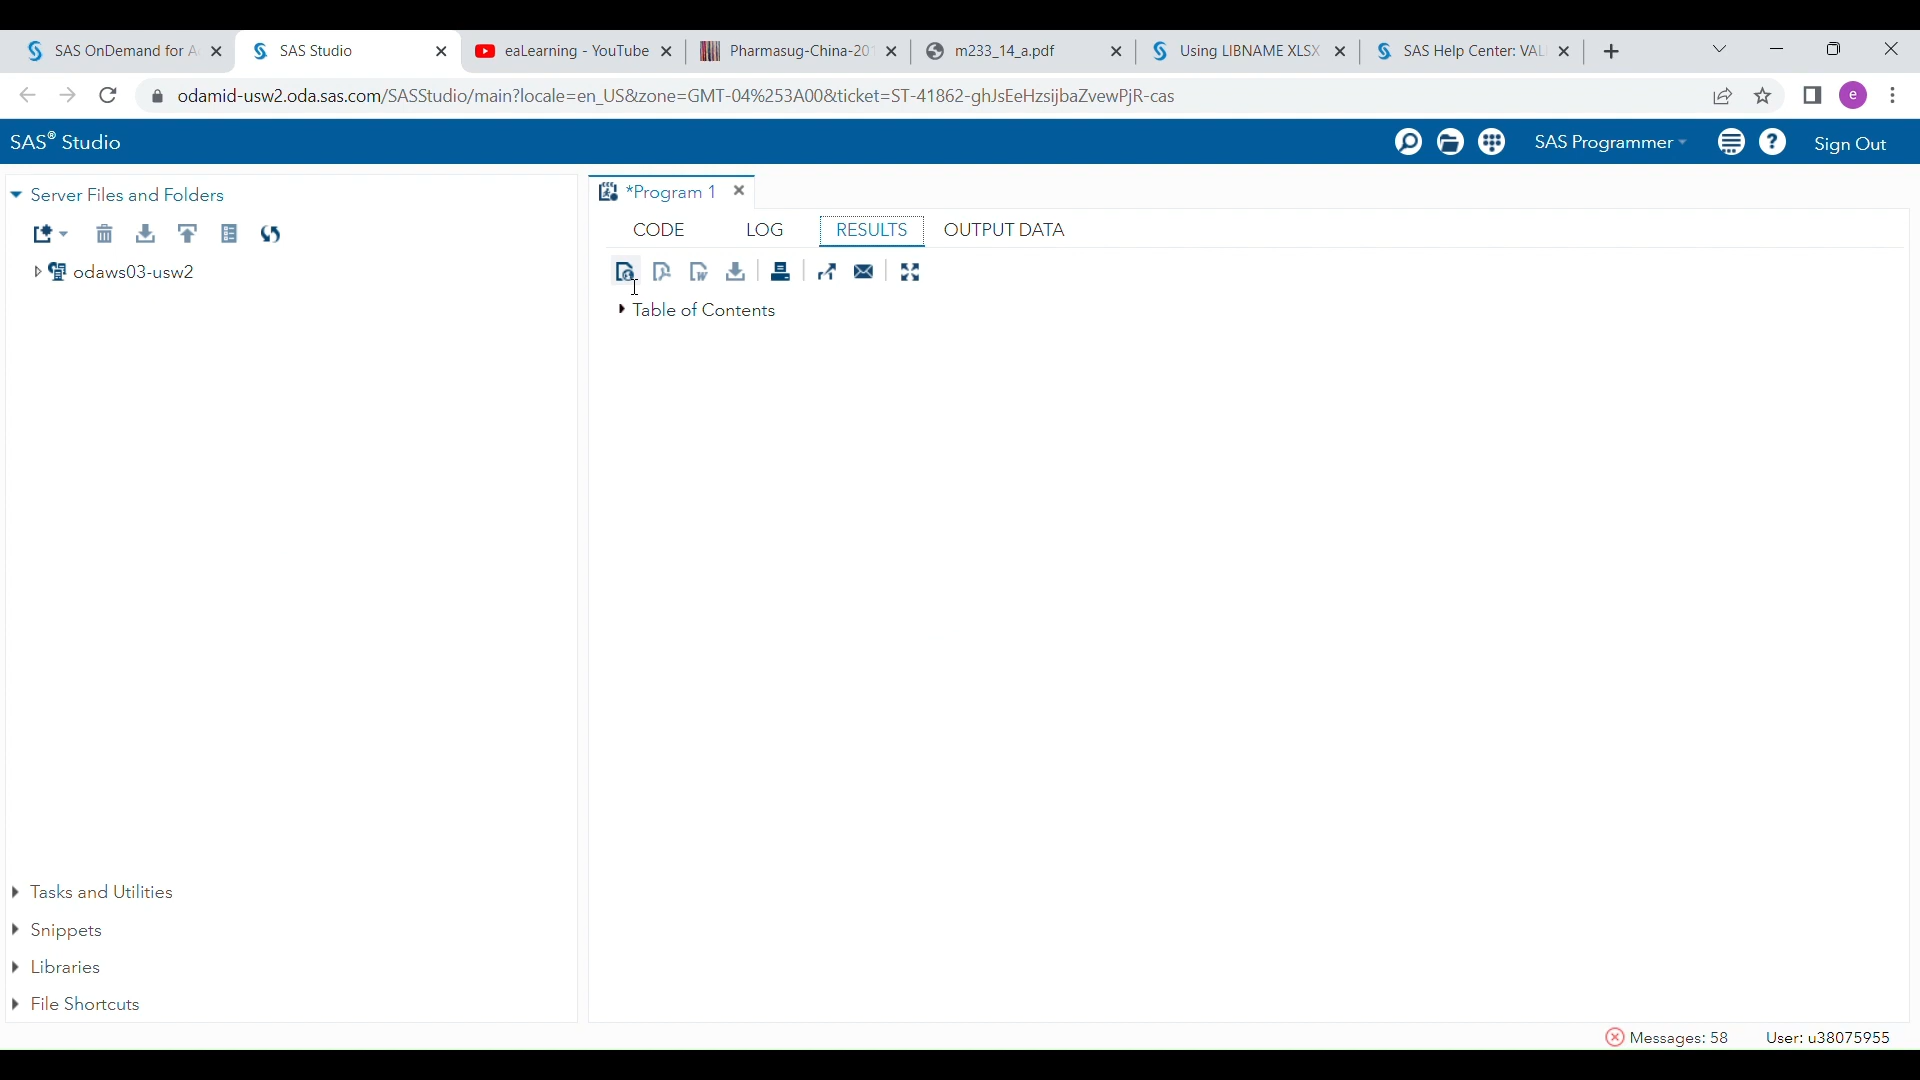 SAS OnDemand for A
SAS Studio
eaLearning - YouTube
Pharmasug-China-201
m233_14_a.pdf
Using LIBNAME XLSX
SAS Help Center: VAL
odamid-usw2.oda.sas.com/SASStudio/main?locale=en_US&zone=GMT-04%253A00&ticket=ST-41862-ghJsEeHzsijbaZvewPjR-cas
e
SAS® Studio
SAS Programmer
?
Sign Out
Server Files and Folders
odaws03-usw2
Tasks and Utilities
Snippets
Libraries
File Shortcuts
*Program 1
CODE
LOG
RESULTS
OUTPUT DATA
Table of Contents
Messages: 58
User: u38075955